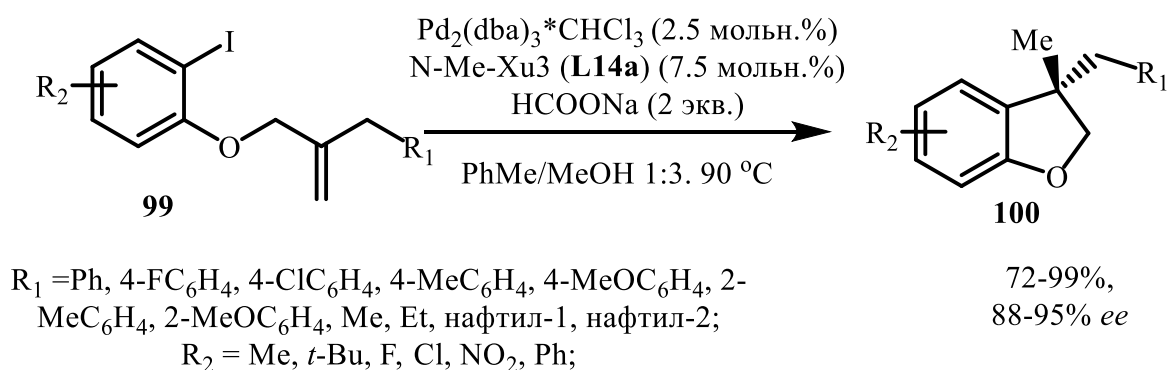 Pd2(dba)3*CHCl3 (2.5 мольн.%)
N-Me-Xu3 (L14a) (7.5 мольн.%)
HCOONa (2 экв.)
PhMe/MeOH 1:3. 90 °C
R2
I
O
R1
99
Me
R1
R2
O
100
R1 =Ph, 4-FC6H4, 4-ClC6H4, 4-MeC6H4, 4-MeOC6H4, 2-
MeC6H4, 2-MeOC6H4, Me, Et, нафтил-1, нафтил-2;
R2 = Me, t-Bu, F, Cl, NO2, Ph;
72-99%,
88-95% ee